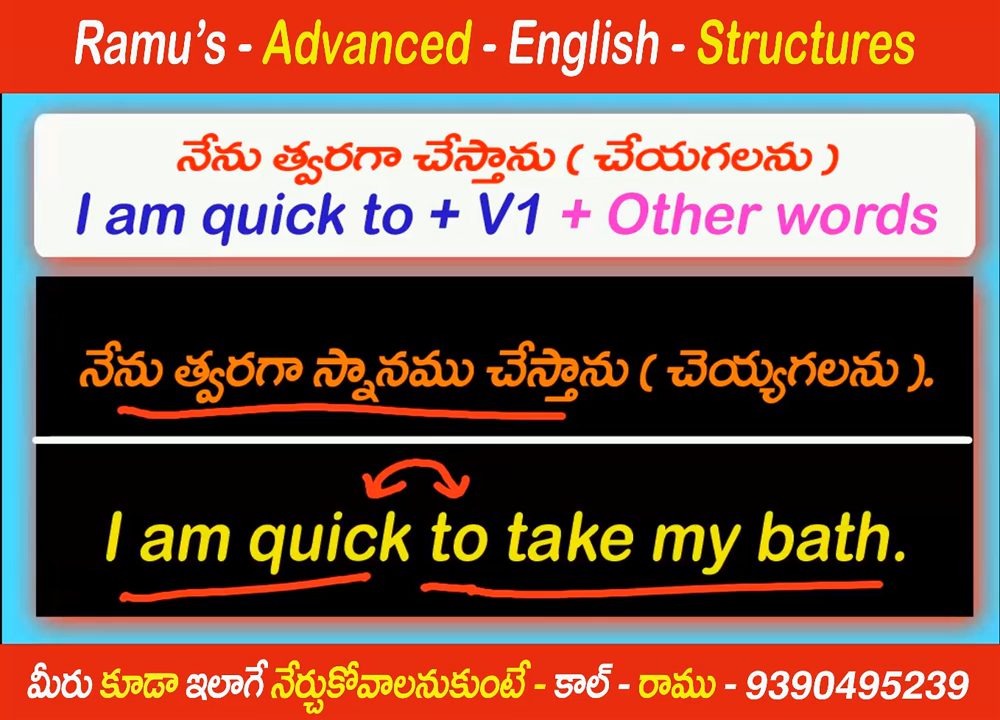 Ramu's - Advanced - English - Structures
నేను త్వరగా చేస్తాను ( చేయగలను )
I am quick to + V1 + Other words
నేను త్వరగా స్నానము చేస్తాను ( చెయ్యగలను ).
I am quick to take my bath.
మీరు కూడా ఇలాగే నేర్చుకోవాలనుకుంటే - కాల్ - రాము - 9390495239